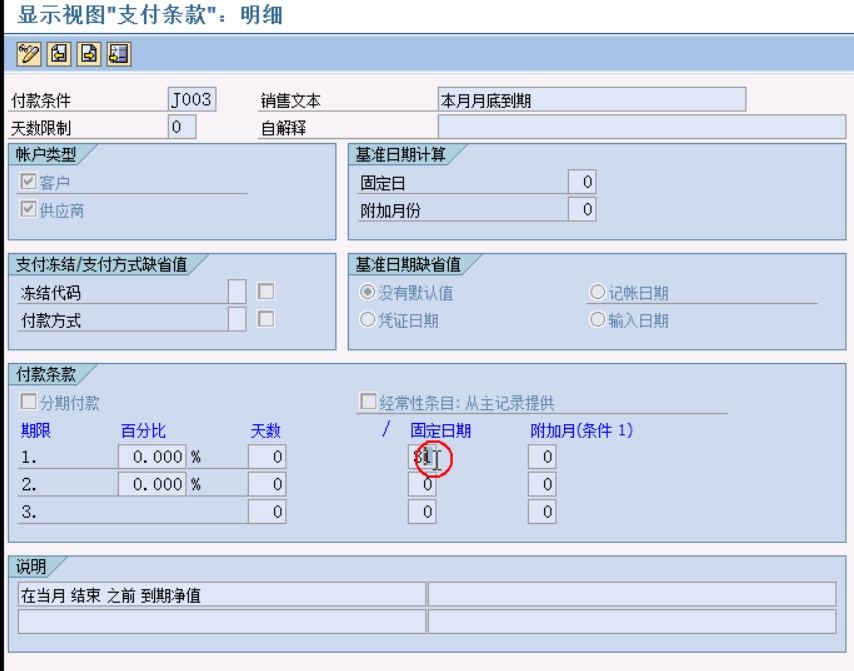 显示视图"支付条款": 明细
付款条件 J003 销售文本 本月月底到期
天数限制 0 自解释
帐户类型 基准日期计算
客户 固定日 0
供应商 附加月份 0
支付冻结/支付方式缺省值 基准日期缺省值
冻结代码 没有默认值 记帐日期
付款方式 凭证日期 输入日期
付款条款
分期付款 经常性条目: 从主记录提供
期限 百分比 天数 / 固定日期 附加月(条件 1)
1. 0.000 % 0 31 0
2. 0.000 % 0 0 0
3. 0 0 0
说明
在当月 结束 之前 到期净值